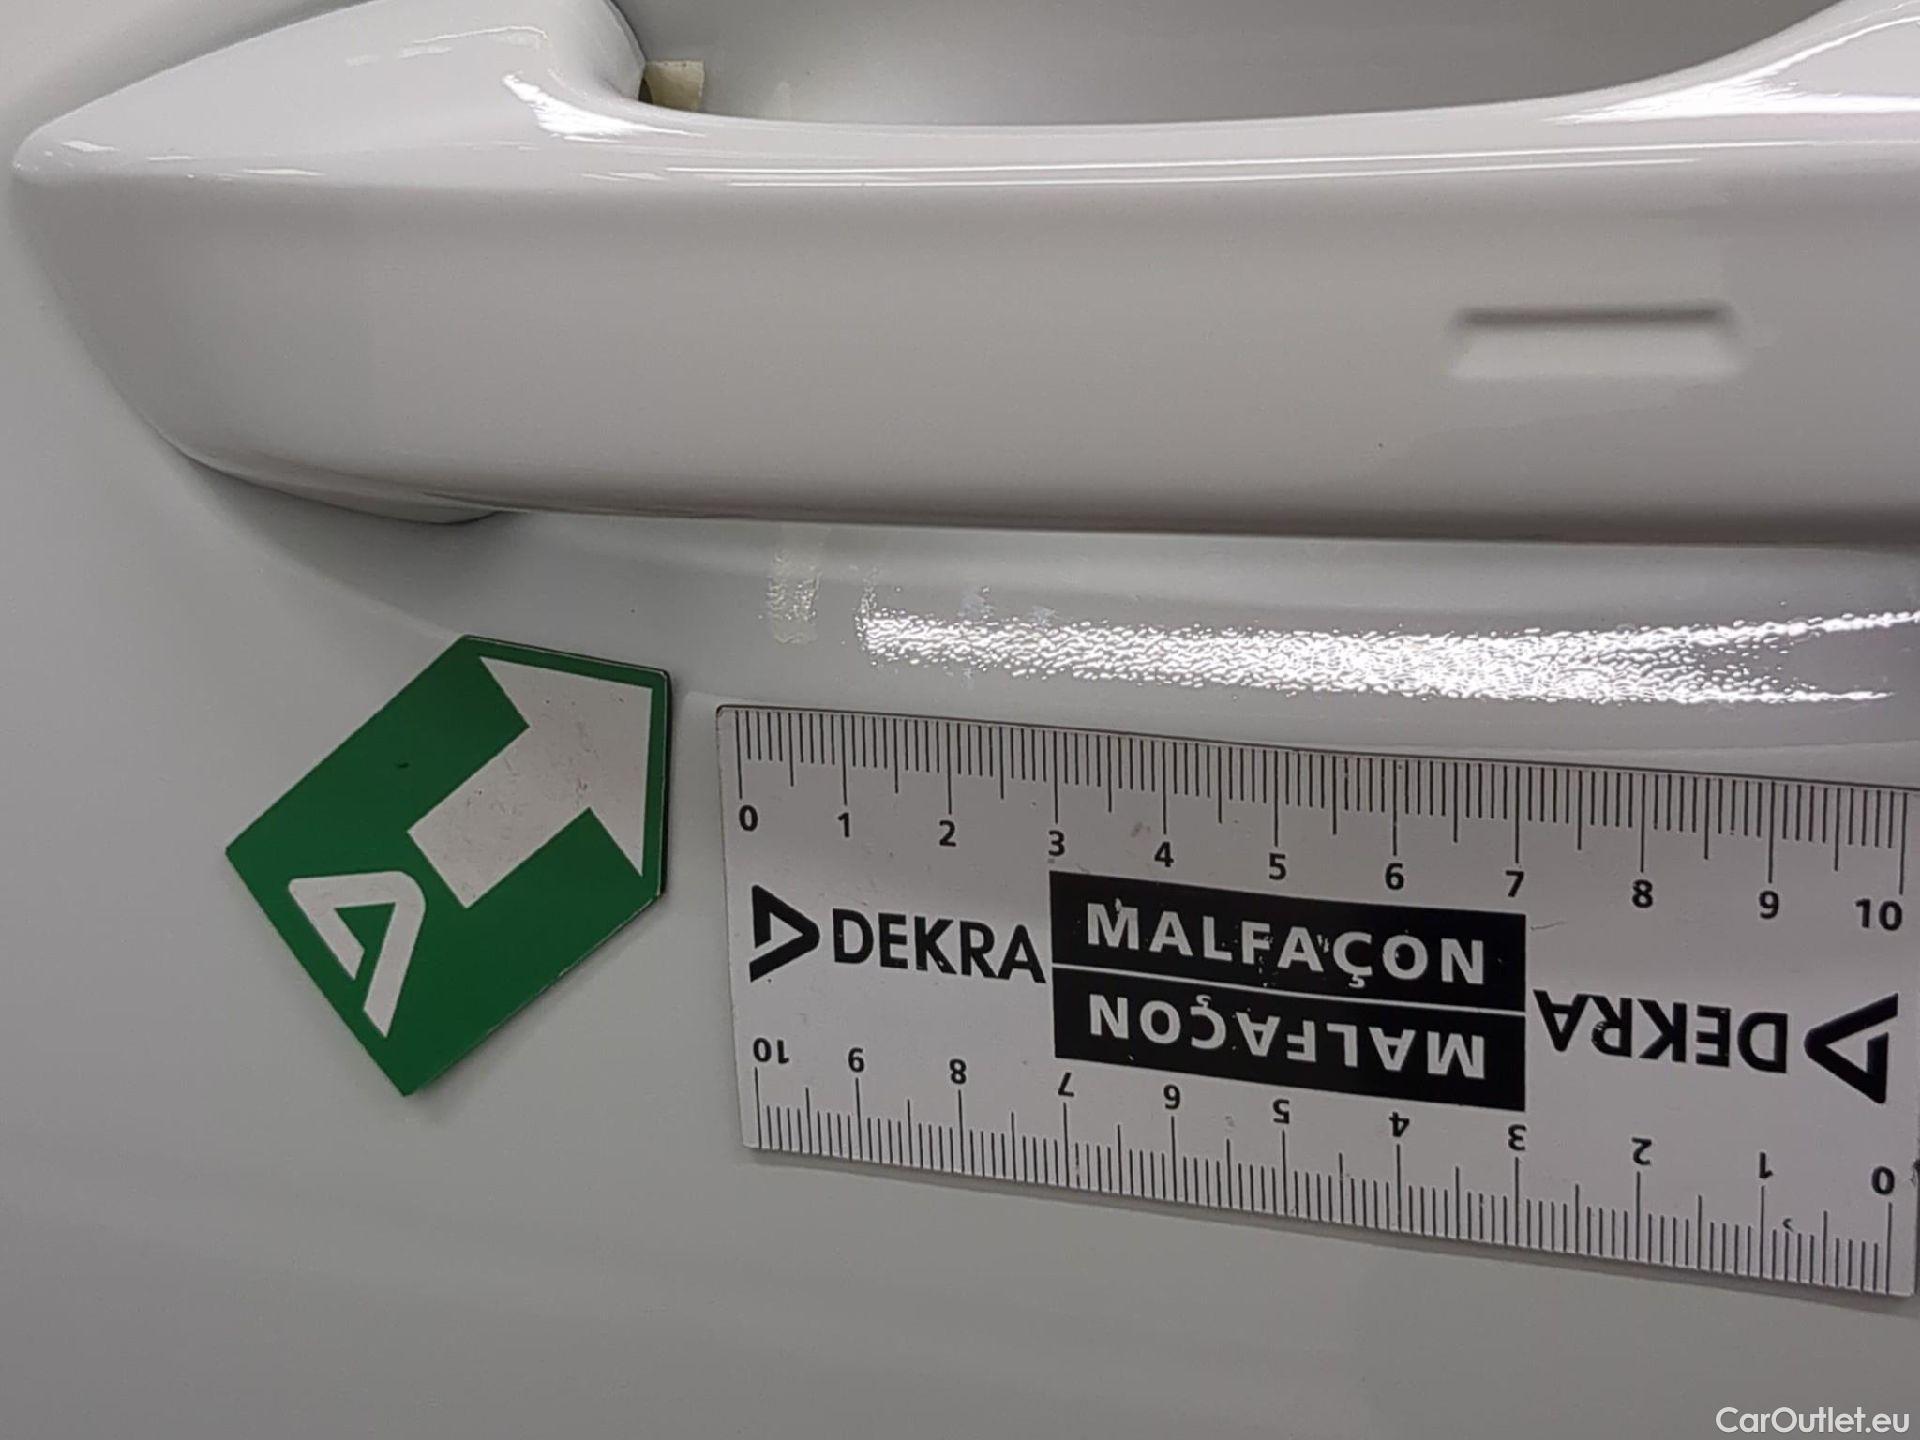 0 1 2 3 4 5 6 7 8 9 10
DEKRA MALFAÇON
MALFAÇON DEKRA
10 9 8 7 6 5 4 3 2 1 0
CarOutlet.eu